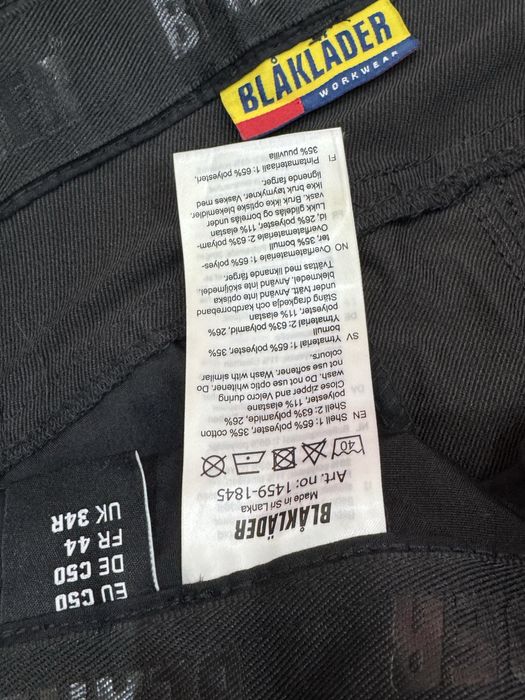 BLÅKLÄDER
WORKWEAR
BLÅKLÄDER
Made in Sri Lanka
Art. no: 1459-1845
40
EN Shell 1: 65% polyester, 35% cotton
Shell 2: 63% polyamide, 26%
polyester, 11% elastane
Close zipper and Velcro during
wash. Do not use optic whitener. Do
not use softener. Wash with similar
colours.
SV Ytmaterial 1: 65% polyester, 35%
bomull
Ytmaterial 2: 63% polyamid, 26%
polyester, 11% elastan
Stäng dragkedja och kardborrband
under tvätt. Använd inte optiska
blekmedel. Använd inte sköljmedel.
Tvättas med liknande färger.
NO Overflatemateriale 1: 65% polyes-
ter, 35% bomull
Overflatemateriale 2: 63% polyam-
id, 26% polyester, 11% elastan
Lukk glidelås og borrelås under
vask. Bruk ikke optiske blekemidler.
Ikke bruk skyllemykner. Vaskes med
lignende farger.
FI Pintamateriaali 1: 65% polyesteri,
35% puuvilla
EU C50
DE C50
FR 44
UK 34R